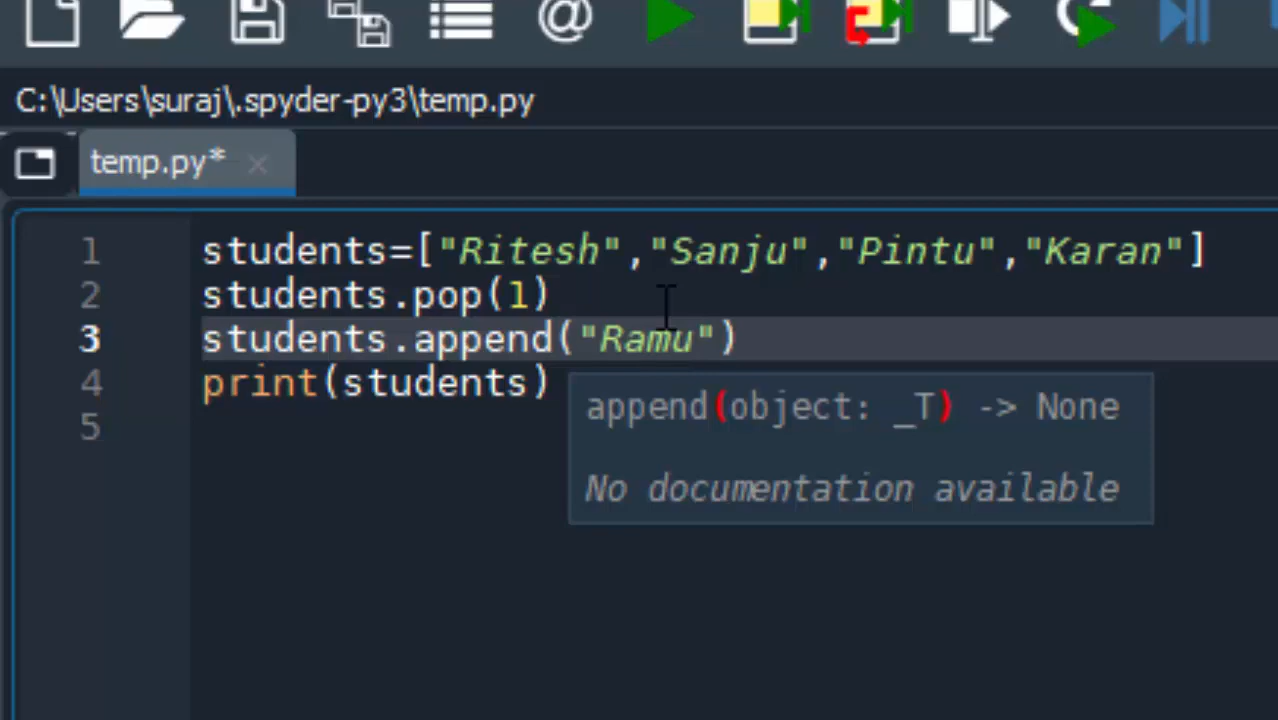 C:\Users\suraj\.spyder-py3\temp.py
temp.py*
1 students=["Ritesh","Sanju","Pintu","Karan"]
2 students.pop(1)
3 students.append("Ramu")
4 print(students)
5
append(object: _T) -> None
No documentation available